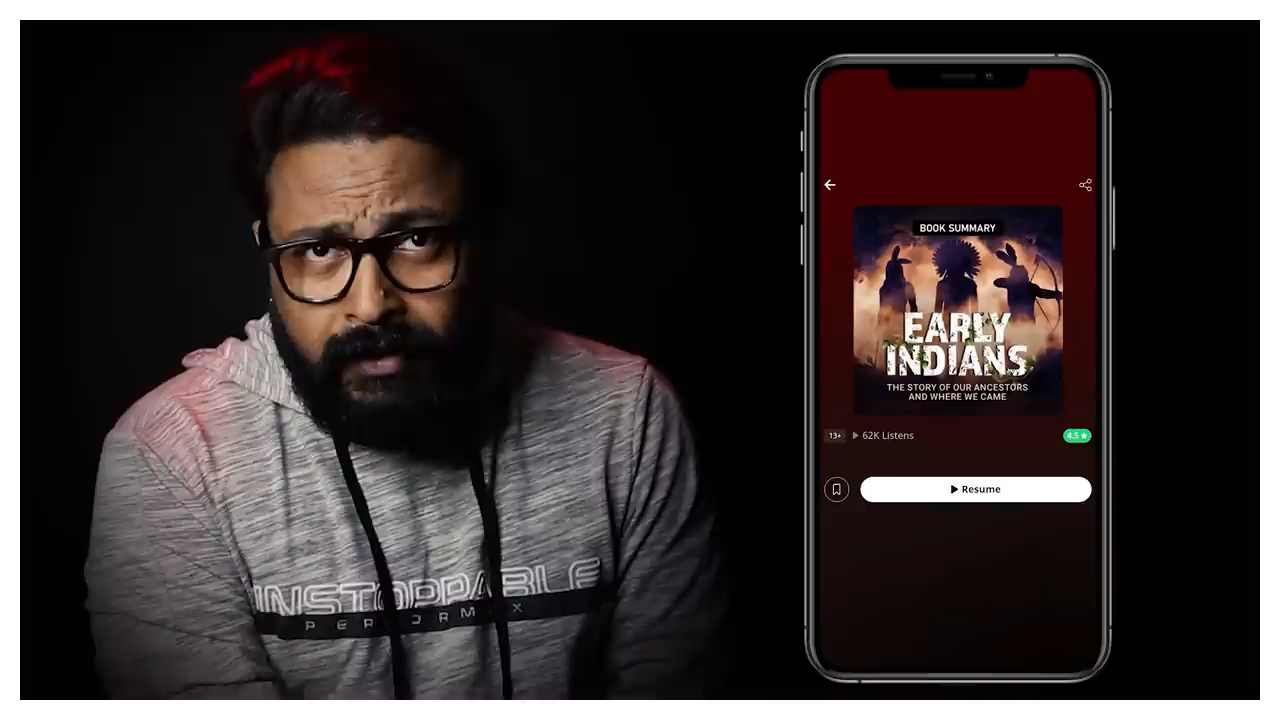 UNSTOPPABLE
PERFORMAX
BOOK SUMMARY
EARLY
INDIANS
THE STORY OF OUR ANCESTORS
AND WHERE WE CAME
13+
62K Listens
4.5
Resume